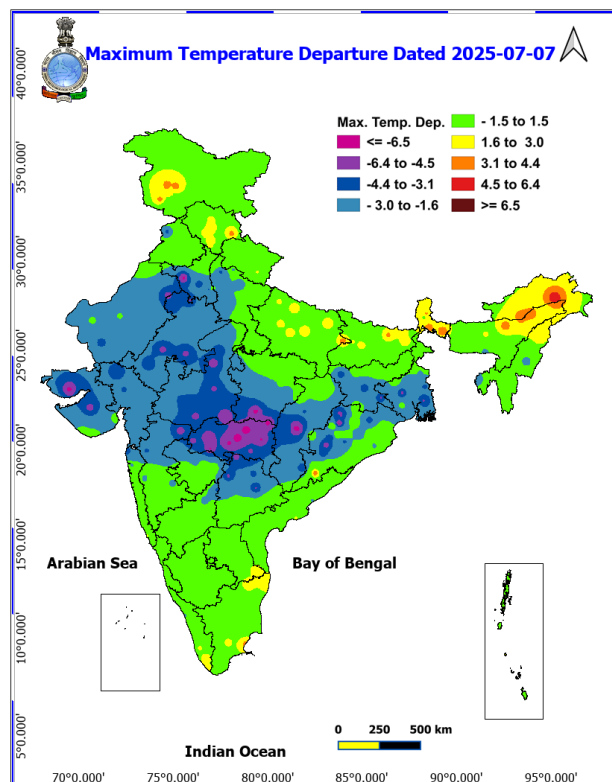 Maximum Temperature Departure Dated 2025-07-07
Max. Temp. Dep.
<= -6.5
-6.4 to -4.5
-4.4 to -3.1
- 3.0 to -1.6
- 1.5 to 1.5
1.6 to 3.0
3.1 to 4.4
4.5 to 6.4
>= 6.5
40°0.000'
35°0.000'
30°0.000'
25°0.000'
20°0.000'
15°0.000'
10°0.000'
5°0.000'
Arabian Sea
Bay of Bengal
Indian Ocean
0 250 500 km
70°0.000' 75°0.000' 80°0.000' 85°0.000' 90°0.000' 95°0.000'